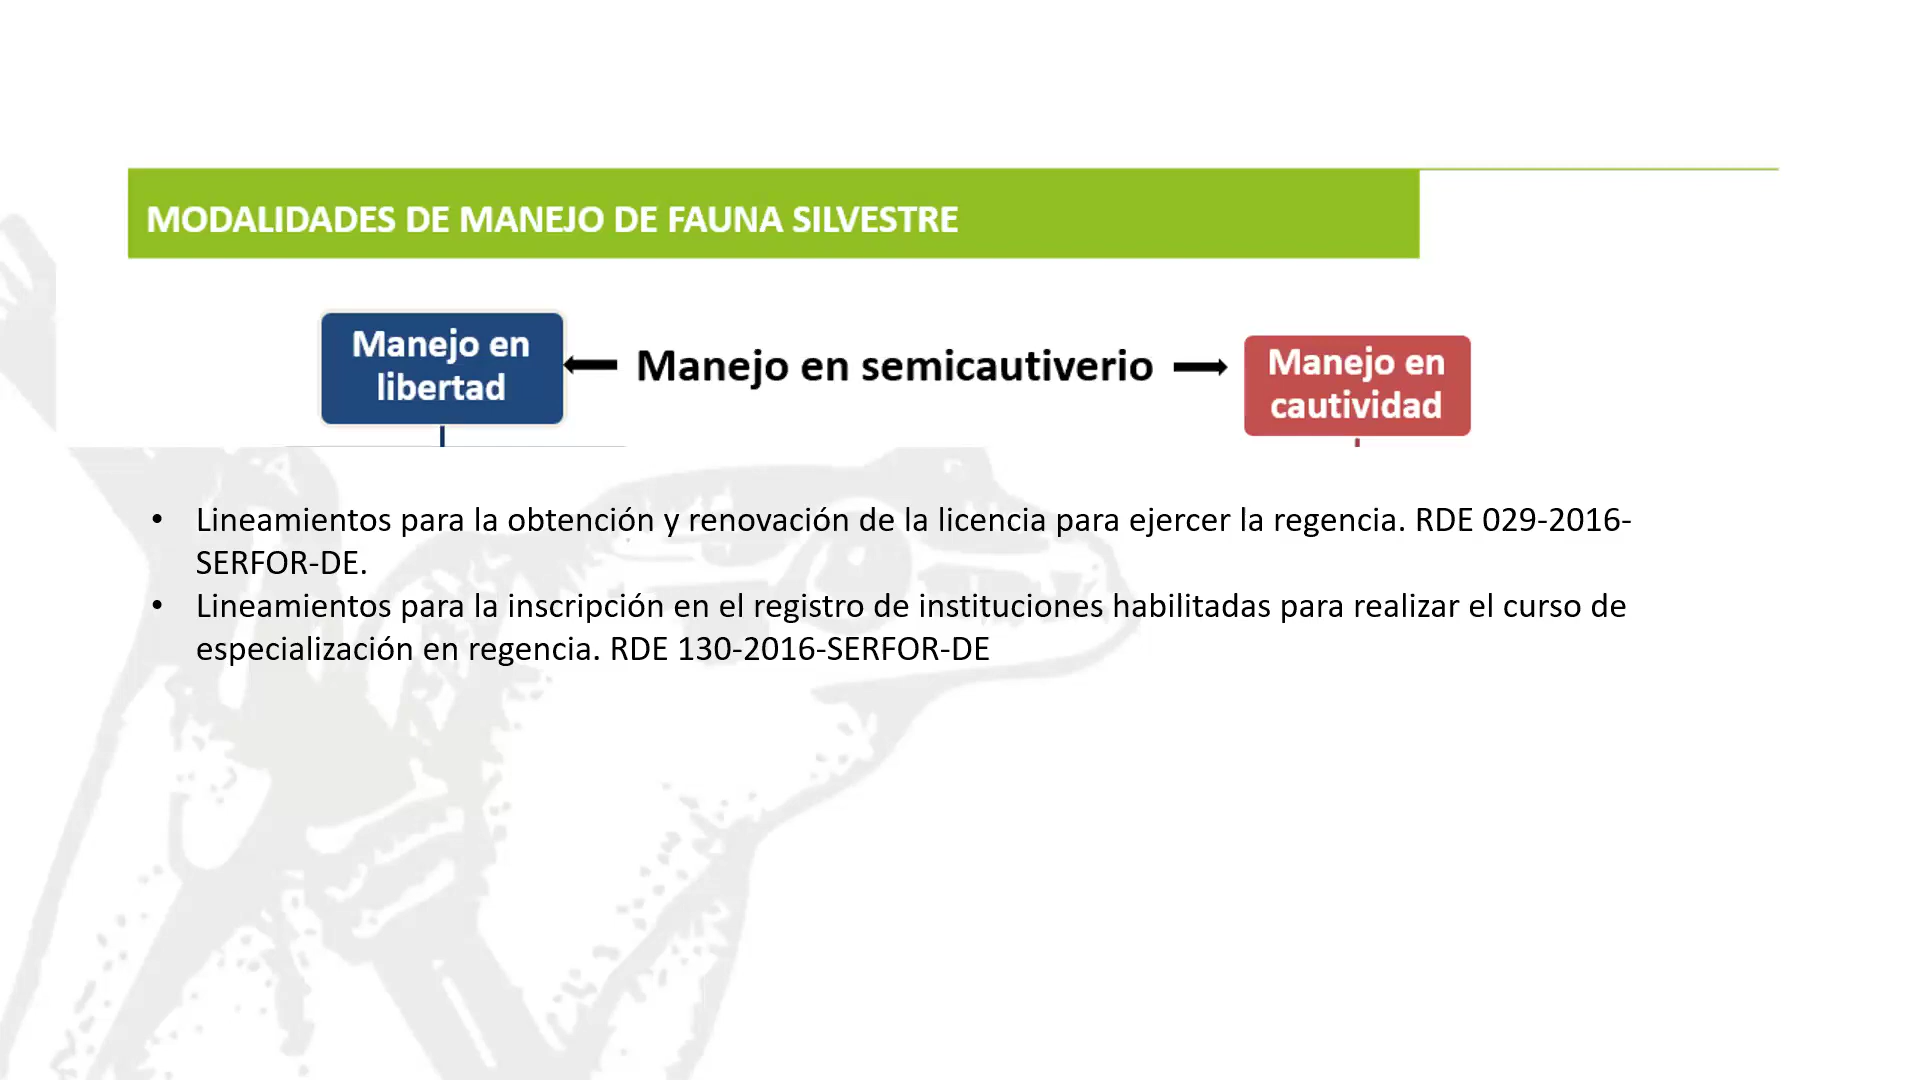 MODALIDADES DE MANEJO DE FAUNA SILVESTRE
Manejo en
libertad
Manejo en semicautiverio
Manejo en
cautividad
• Lineamientos para la obtención y renovación de la licencia para ejercer la regencia. RDE 029-2016-
SERFOR-DE.
• Lineamientos para la inscripción en el registro de instituciones habilitadas para realizar el curso de
especialización en regencia. RDE 130-2016-SERFOR-DE